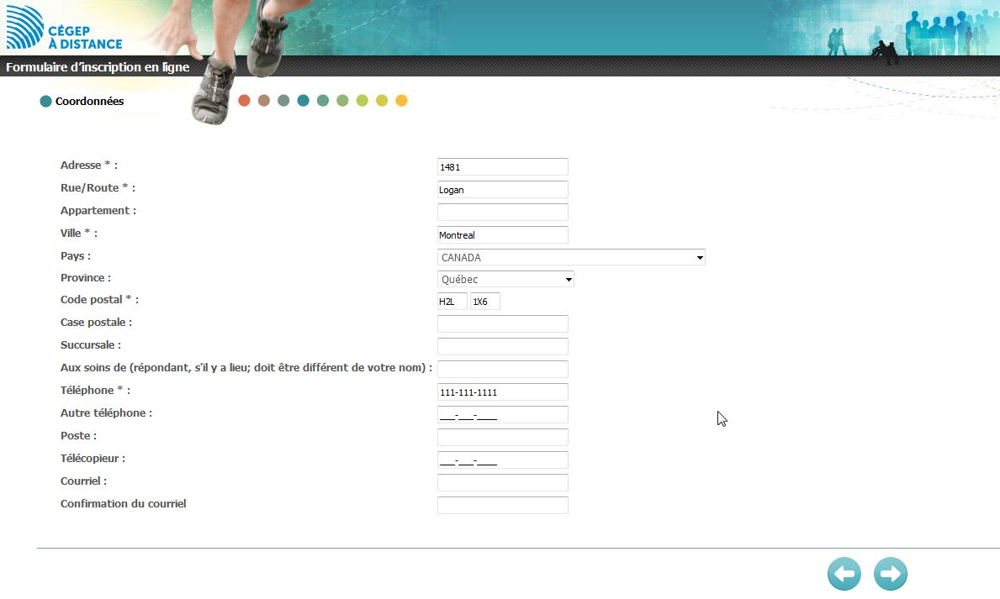 CÉGEP
À DISTANCE
Formulaire d'inscription en ligne
Coordonnées
Adresse * : 1481
Rue/Route * : Logan
Appartement :
Ville * : Montreal
Pays : CANADA
Province : Québec
Code postal * : H2L 1X6
Case postale :
Succursale :
Aux soins de (répondant, s'il y a lieu; doit être différent de votre nom) :
Téléphone * : 111-111-1111
Autre téléphone : ___-___-____
Poste :
Télécopieur : ___-___-____
Courriel :
Confirmation du courriel